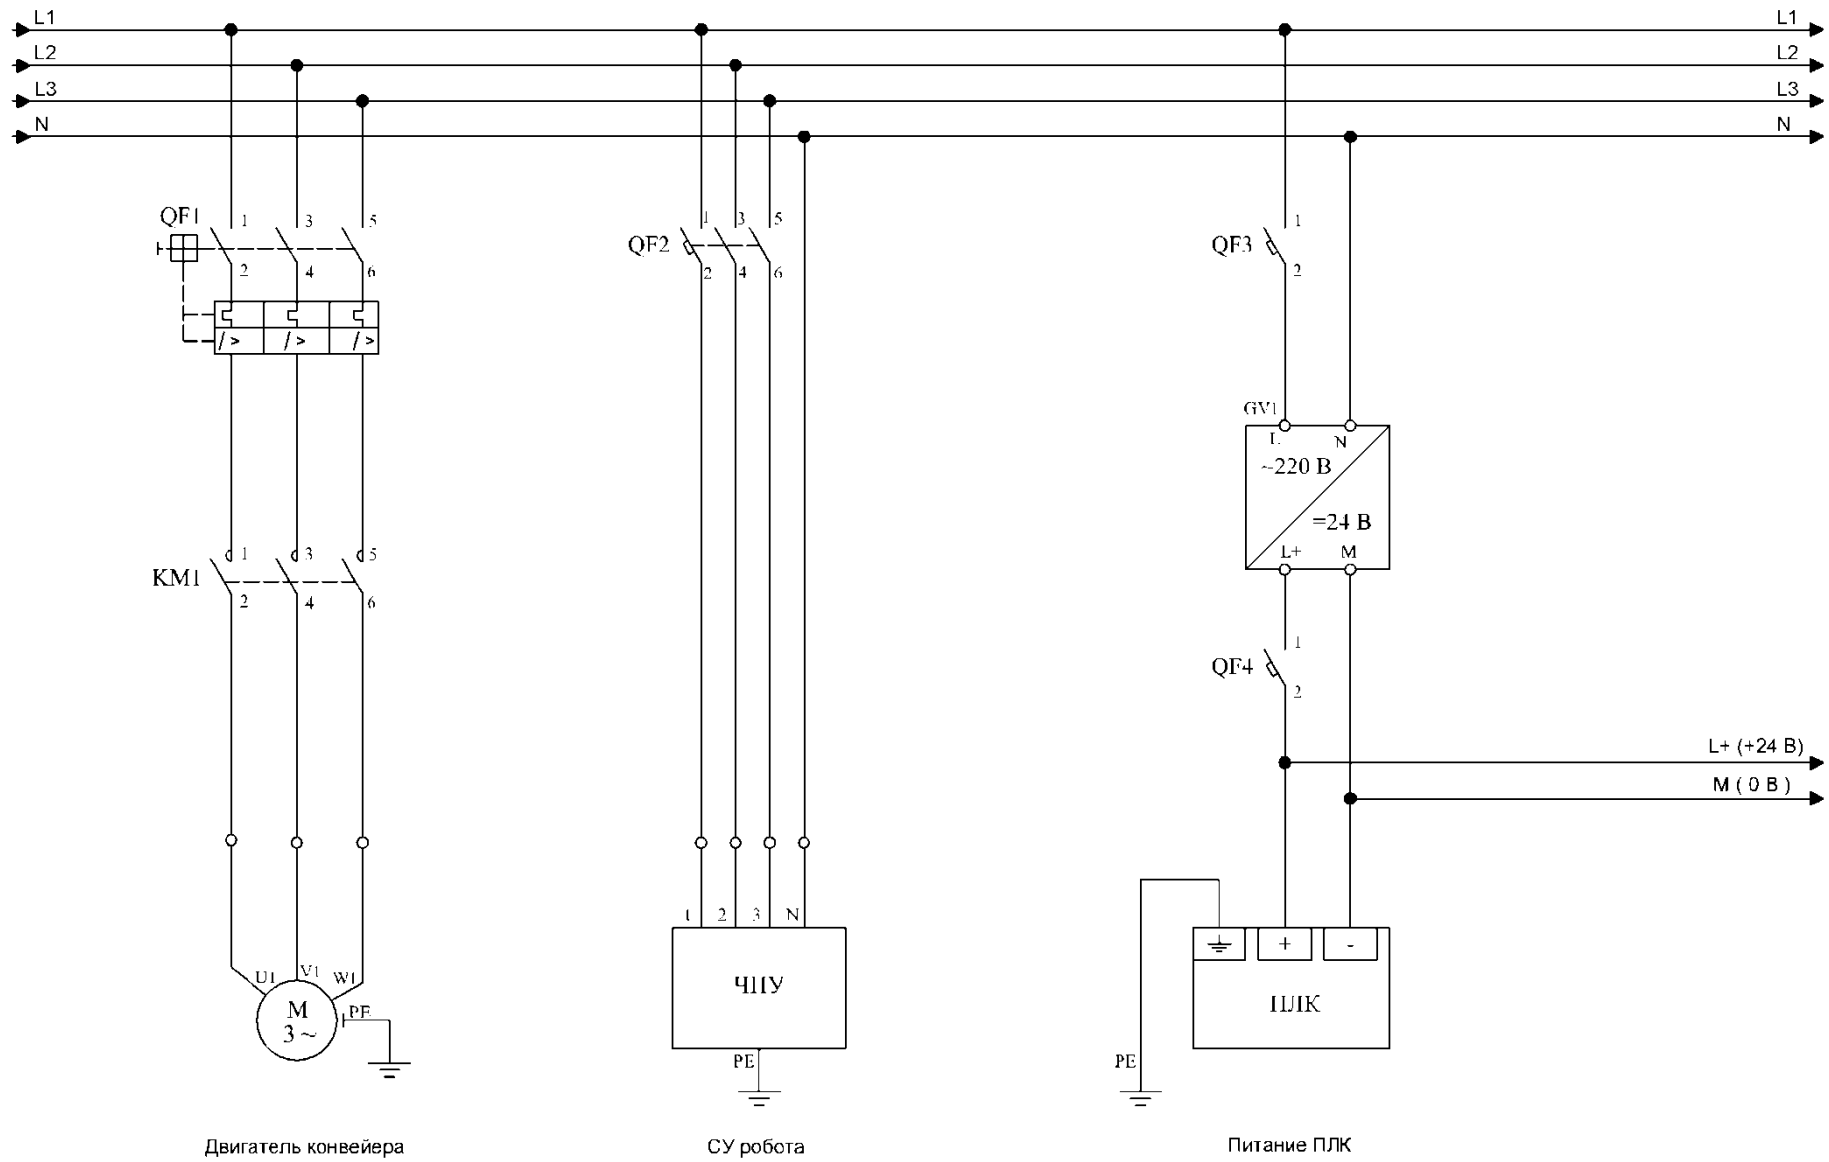 L1 L1
L2 L2
L3 L3
N N
QF1 1 3 5
2 4 6
QF2 1 3 5
2 4 6
QF3 1
2
I> I> I>
GV1
L N
~220 В
=24 В
L+ M
KM1 1 3 5
2 4 6
QF4 1
2
L+ (+24 В)
M ( 0 В )
1 2 3 N
+ -
U1 V1 W1
M
3 ~
PE
ЧПУ
PE
ПЛК
PE
Двигатель конвейера
СУ робота
Питание ПЛК